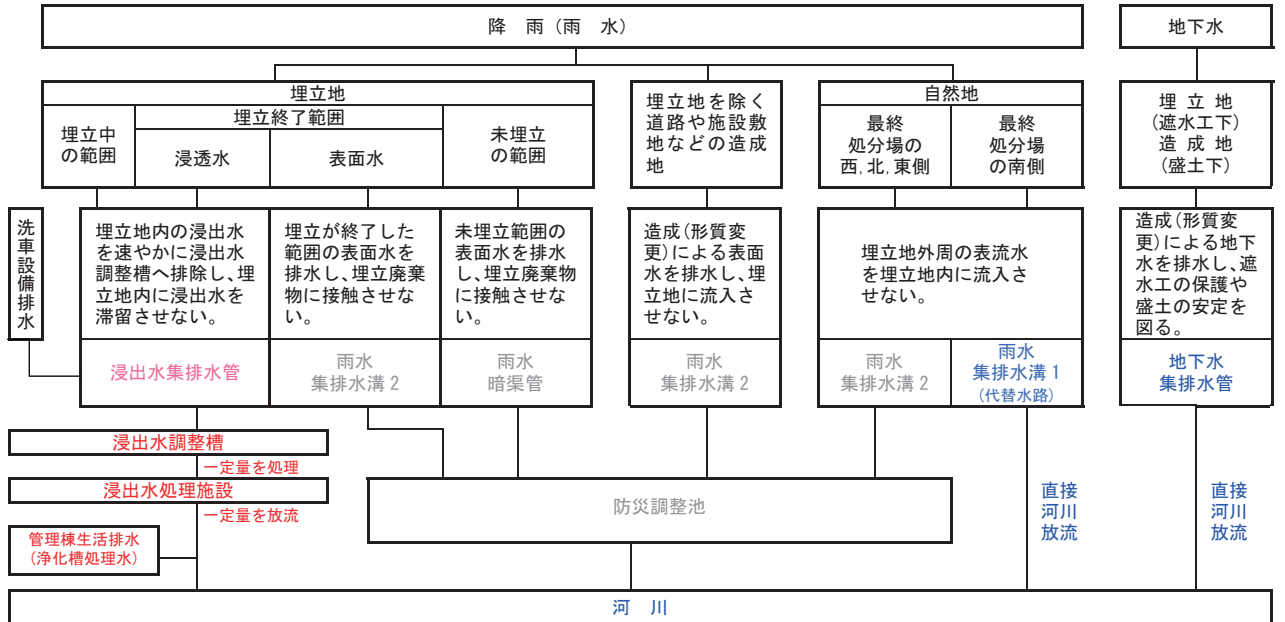 降　雨（雨　水）
地下水
埋立地
埋立中
の範囲
埋立終了範囲
浸透水
表面水
未埋立
の範囲
埋立地を除く
道路や施設敷
地などの造成
地
自然地
最終
処分場の
西,北,東側
最終
処分場
の南側
埋 立 地
(遮水工下)
造 成 地
(盛土下)
洗車設備排水
埋立地内の浸出水
を速やかに浸出水
調整槽へ排除し、埋
立地内に浸出水を
滞留させない。
埋立が終了した
範囲の表面水を
排水し、埋立廃棄
物に接触させな
い。
未埋立範囲の
表面水を排水
し、埋立廃棄物
に接触させな
い。
造成(形質変
更)による表面
水を排水し、埋
立地に流入さ
せない。
埋立地外周の表流水
を埋立地内に流入さ
せない。
造成(形質変
更)による地下
水を排水し、遮
水工の保護や
盛土の安定を
図る。
浸出水集排水管
雨水
集排水溝２
雨水
暗渠管
雨水
集排水溝２
雨水
集排水溝２
雨水
集排水溝１
(代替水路)
地下水
集排水管
浸出水調整槽
一定量を処理
浸出水処理施設
一定量を放流
管理棟生活排水
(浄化槽処理水)
防災調整池
直接
河川
放流
直接
河川
放流
河　川